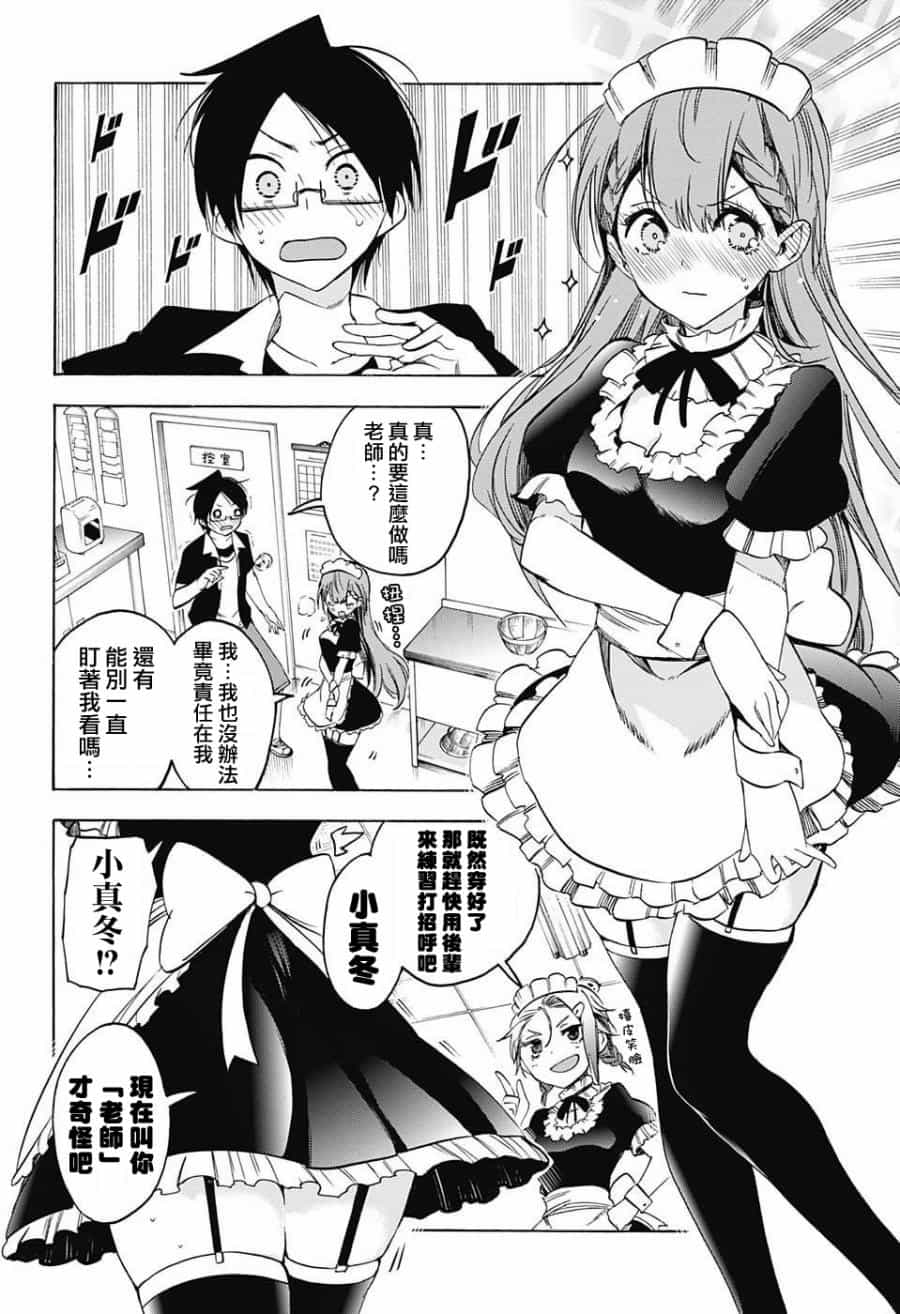 ドドドド
真…
真的要這麼做嗎
老師…？
控室
扭捏…
我…我也沒辦法
畢竟責任在我
還有
能別一直
盯著我看嗎…
既然穿好了
那就趕快用後輩
來練習打招呼吧
小真冬
嘻皮笑臉
小真冬!?
現在叫你
「老師」
才奇怪吧